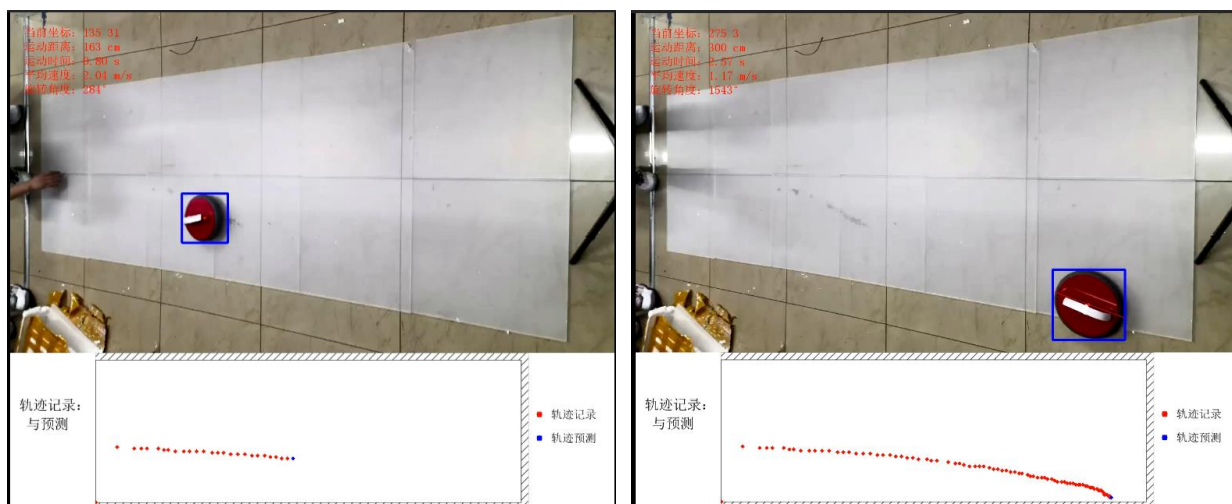 当前坐标: 135 31
运动距离: 163 cm
运动时间: 0.80 s
平均速度: 2.04 m/s
旋转角度: 284°
轨迹记录:
与预测
轨迹记录
轨迹预测
当前坐标: 275 3
运动距离: 300 cm
运动时间: 2.57 s
平均速度: 1.17 m/s
旋转角度: 1543°
轨迹记录:
与预测
轨迹记录
轨迹预测